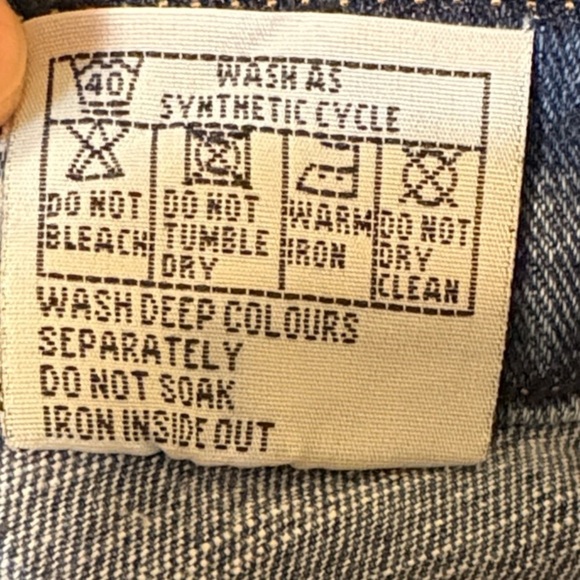 40 WASH AS
SYNTHETIC CYCLE
DO NOT BLEACH
DO NOT TUMBLE DRY
WARM IRON
DO NOT DRY CLEAN
WASH DEEP COLOURS
SEPARATELY
DO NOT SOAK
IRON INSIDE OUT